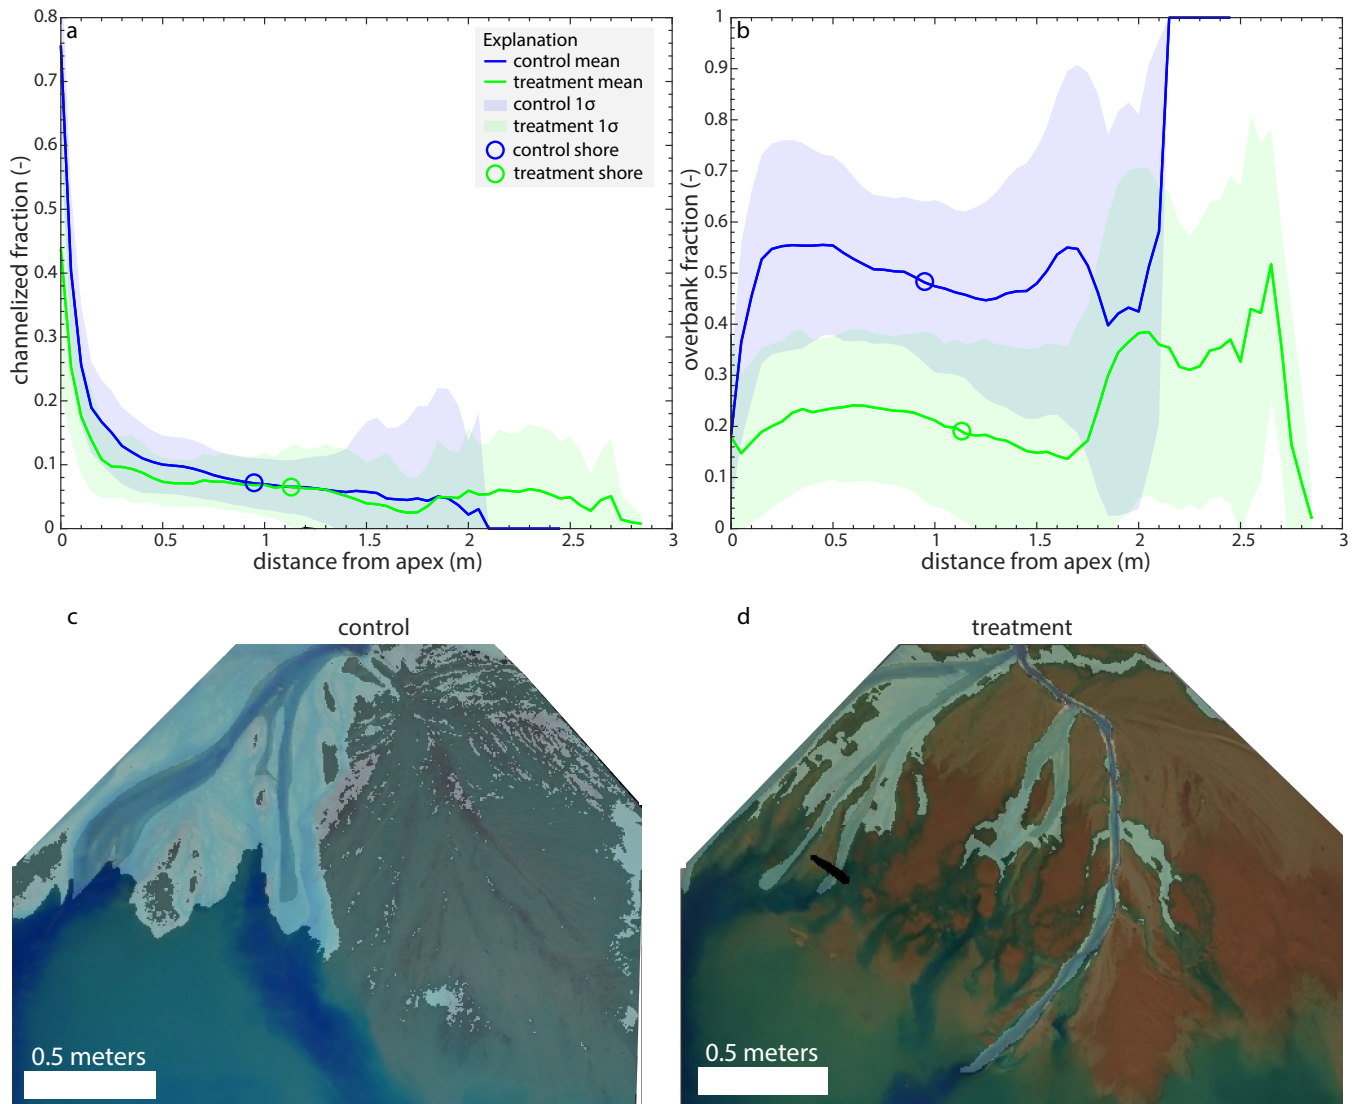 a
Explanation
control mean
treatment mean
control 1σ
treatment 1σ
control shore
treatment shore
0.8
0.7
0.6
0.5
0.4
0.3
0.2
0.1
0
channelized fraction (-)
0 0.5 1 1.5 2 2.5 3
distance from apex (m)
b
1
0.9
0.8
0.7
0.6
0.5
0.4
0.3
0.2
0.1
0
overbank fraction (-)
0 0.5 1 1.5 2 2.5 3
distance from apex (m)
c
control
0.5 meters
d
treatment
0.5 meters